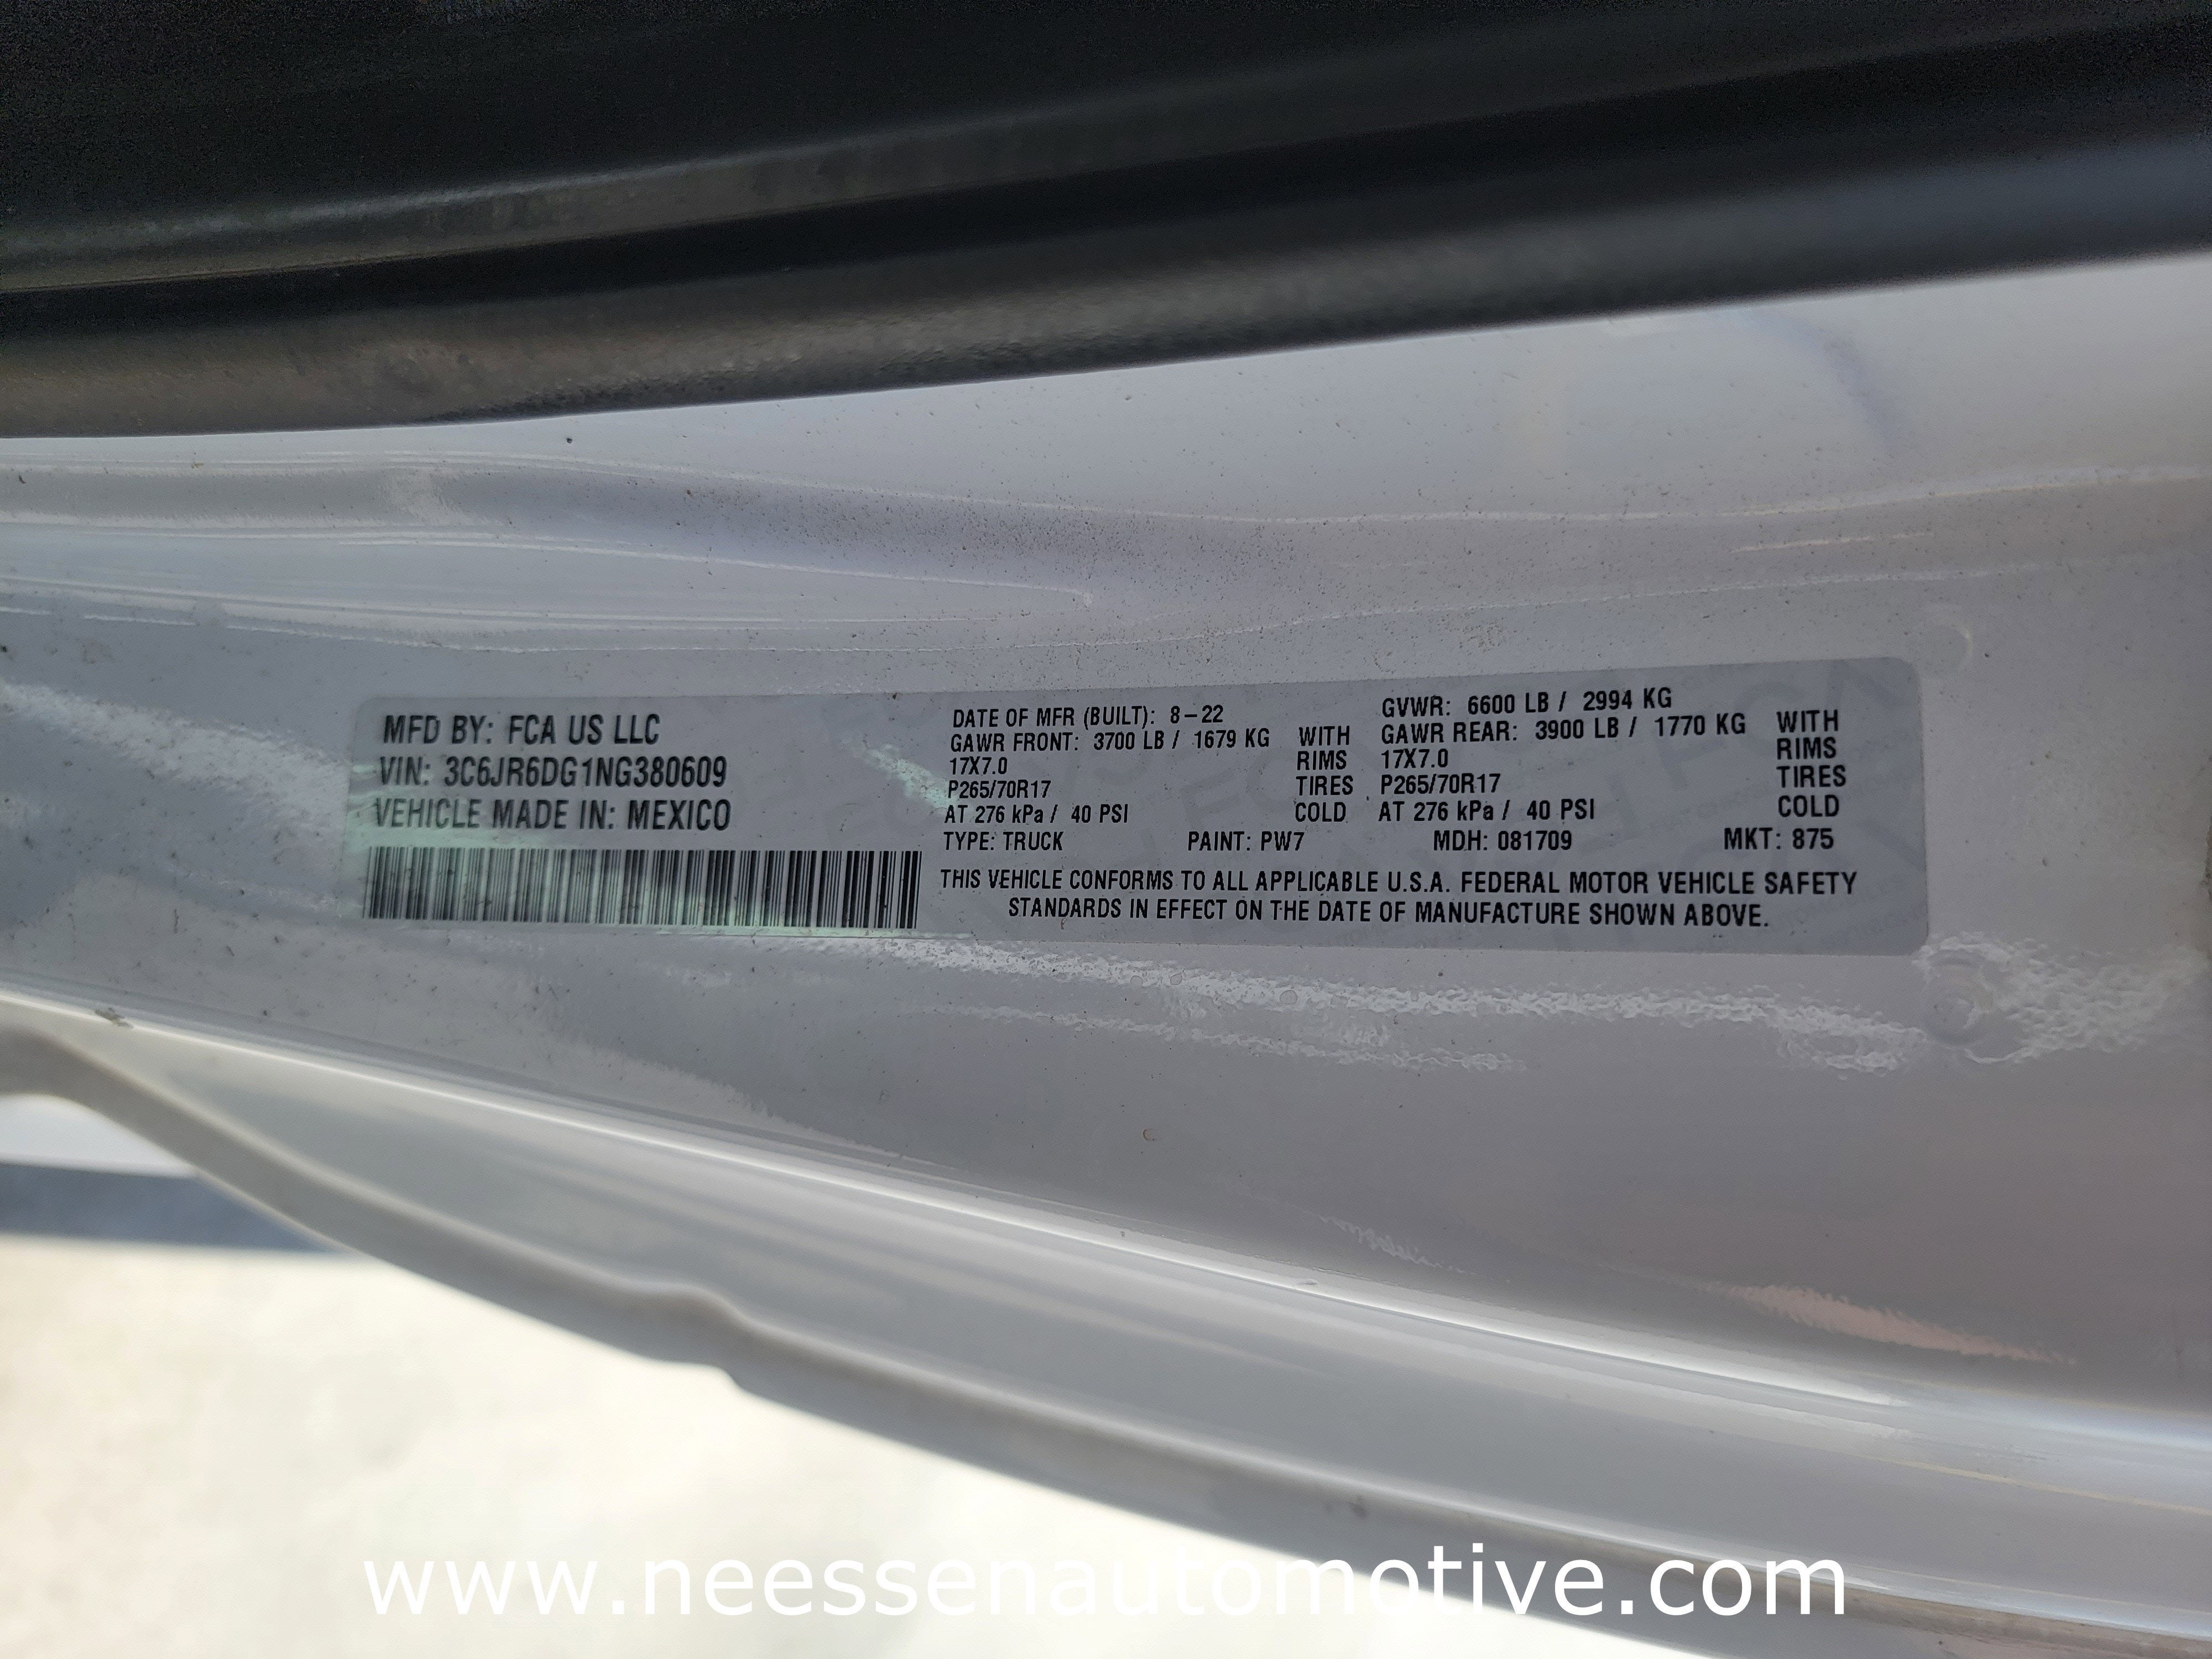 MFD BY: FCA US LLC
VIN: 3C6JR6DG1NG380609
VEHICLE MADE IN: MEXICO
DATE OF MFR (BUILT): 8-22 GVWR: 6600 LB / 2994 KG
GAWR FRONT: 3700 LB / 1679 KG WITH GAWR REAR: 3900 LB / 1770 KG WITH
17X7.0 RIMS 17X7.0 RIMS
P265/70R17 TIRES P265/70R17 TIRES
AT 276 kPa / 40 PSI COLD AT 276 kPa / 40 PSI COLD
TYPE: TRUCK PAINT: PW7 MDH: 081709 MKT: 875
THIS VEHICLE CONFORMS TO ALL APPLICABLE U.S.A. FEDERAL MOTOR VEHICLE SAFETY
STANDARDS IN EFFECT ON THE DATE OF MANUFACTURE SHOWN ABOVE.
www.neessenautomotive.com